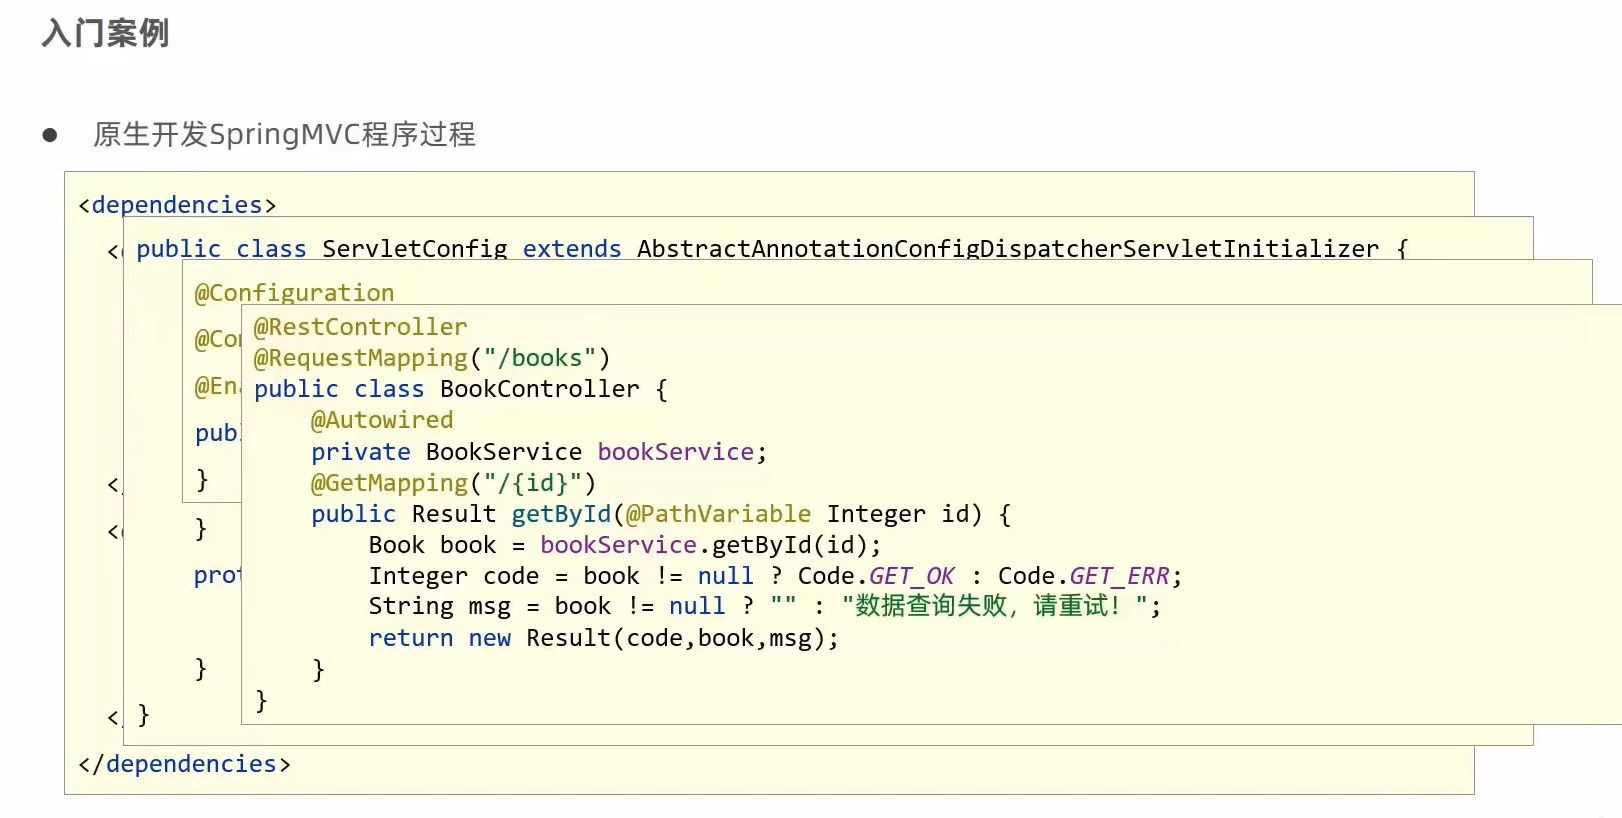 入门案例
● 原生开发SpringMVC程序过程
<dependencies>
public class ServletConfig extends AbstractAnnotationConfigDispatcherServletInitializer {
@Configuration
@RestController
@RequestMapping("/books")
public class BookController {
@Autowired
private BookService bookService;
@GetMapping("/{id}")
public Result getById(@PathVariable Integer id) {
Book book = bookService.getById(id);
Integer code = book != null ? Code.GET_OK : Code.GET_ERR;
String msg = book != null ? "" : "数据查询失败，请重试！";
return new Result(code,book,msg);
}
}
}
}
}
}
</dependencies>